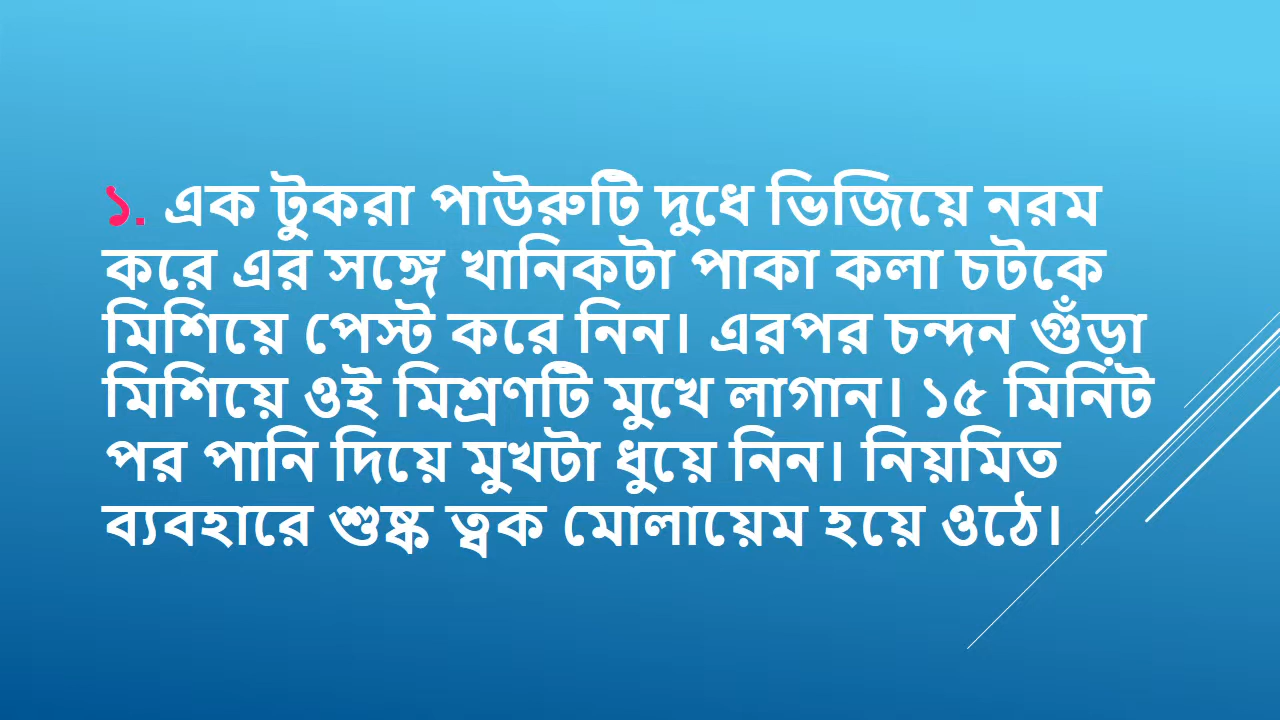 ১. এক টুকরা পাউরুটি দুধে ভিজিয়ে নরম
করে এর সঙ্গে খানিকটা পাকা কলা চটকে
মিশিয়ে পেস্ট করে নিন। এরপর চন্দন গুঁড়া
মিশিয়ে ওই মিশ্রণটি মুখে লাগান। ১৫ মিনিট
পর পানি দিয়ে মুখটা ধুয়ে নিন। নিয়মিত
ব্যবহারে শুষ্ক ত্বক মোলায়েম হয়ে ওঠে।